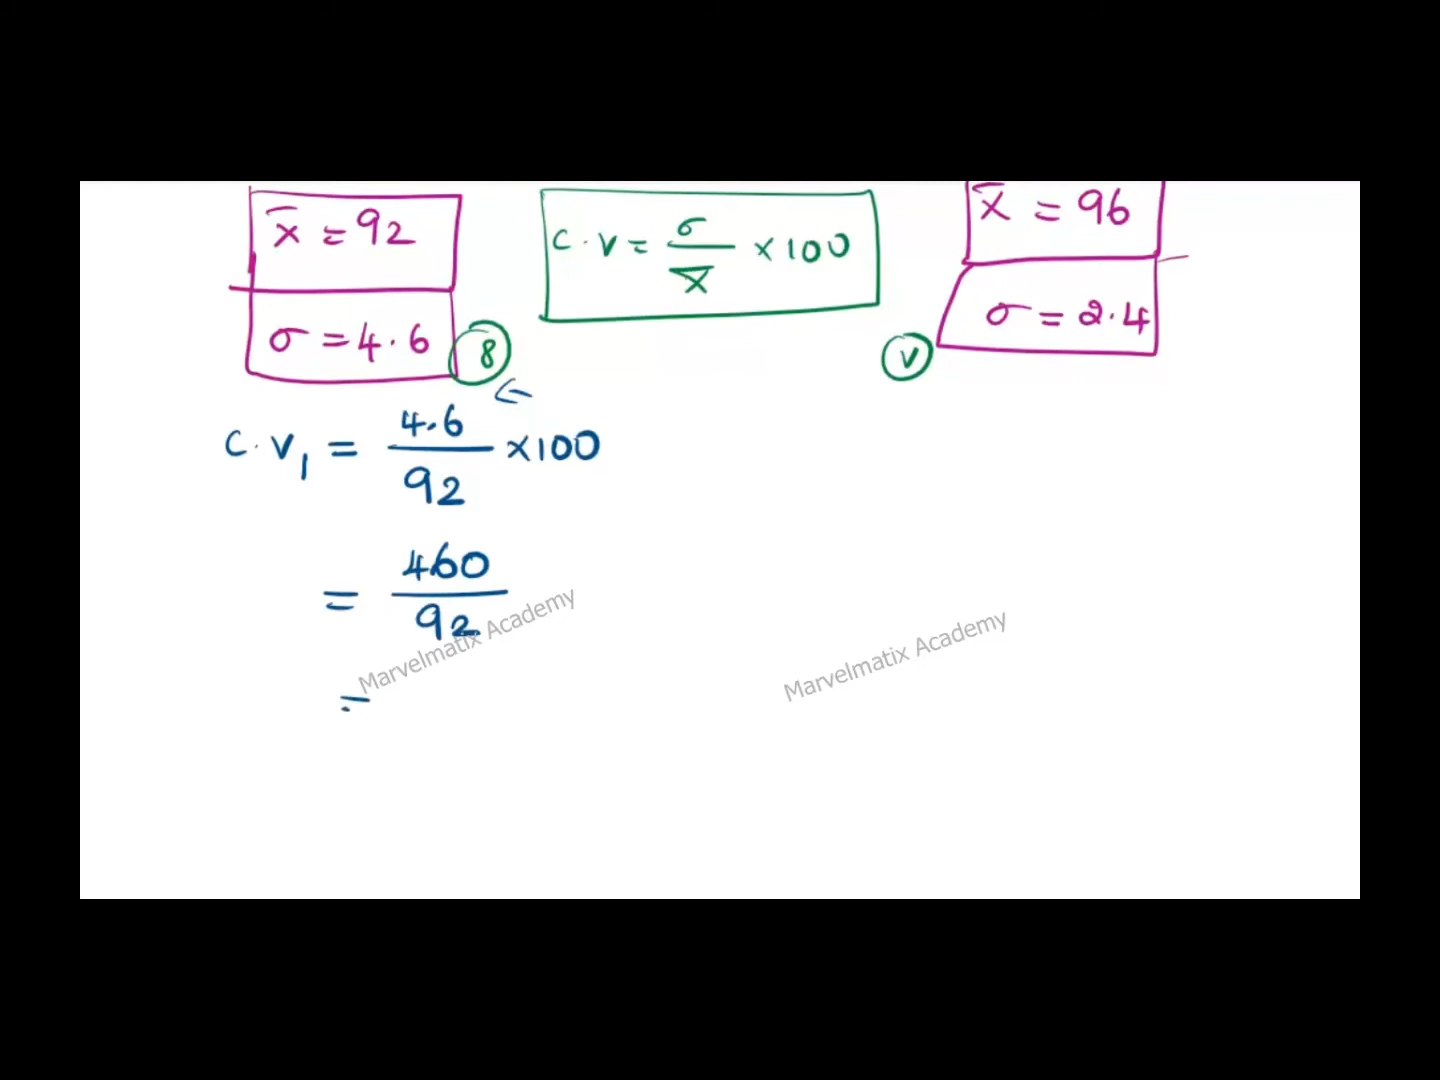 x̄ = 92
σ = 4.6
8
C.V = σ/x̄ × 100
x̄ = 96
σ = 2.4
V
C.V₁ = 4.6/92 × 100
= 460/92
=
Marvelmatix Academy
Marvelmatix Academy